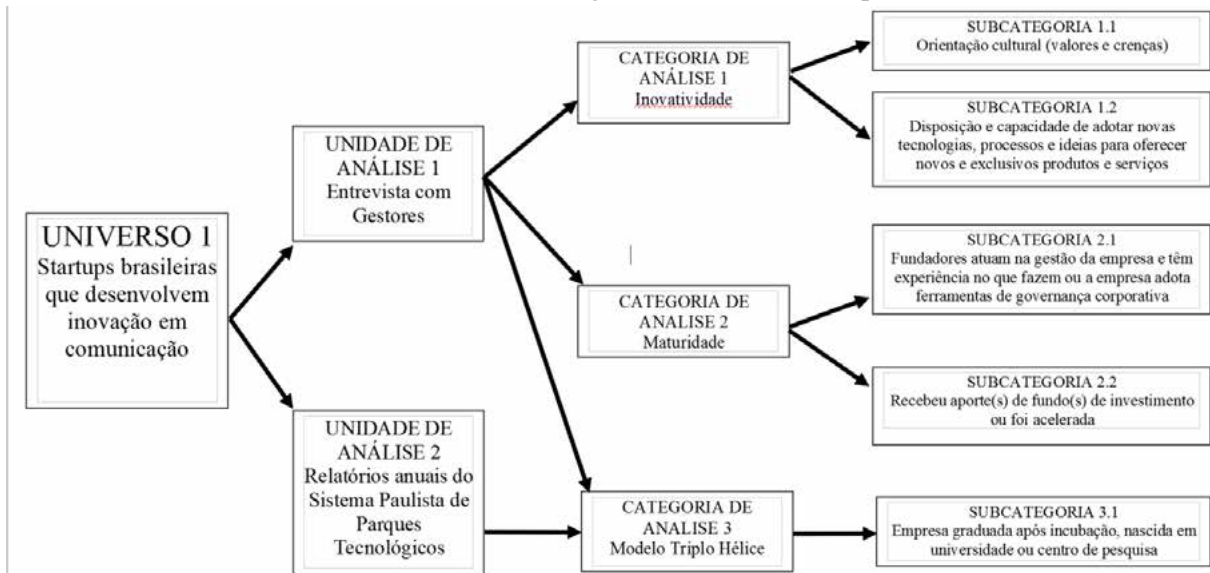 UNIVERSO 1
Startups brasileiras
que desenvolvem
inovação em
comunicação
UNIDADE DE
ANÁLISE 1
Entrevista com
Gestores
UNIDADE DE
ANÁLISE 2
Relatórios anuais do
Sistema Paulista de
Parques
Tecnológicos
CATEGORIA DE
ANÁLISE 1
Inovatividade
CATEGORIA DE
ANALISE 2
Maturidade
CATEGORIA DE
ANALISE 3
Modelo Triplo Hélice
SUBCATEGORIA 1.1
Orientação cultural (valores e crenças)
SUBCATEGORIA 1.2
Disposição e capacidade de adotar novas
tecnologias, processos e ideias para oferecer
novos e exclusivos produtos e serviços
SUBCATEGORIA 2.1
Fundadores atuam na gestão da empresa e têm
experiência no que fazem ou a empresa adota
ferramentas de governança corporativa
SUBCATEGORIA 2.2
Recebeu aporte(s) de fundo(s) de investimento
ou foi acelerada
SUBCATEGORIA 3.1
Empresa graduada após incubação, nascida em
universidade ou centro de pesquisa